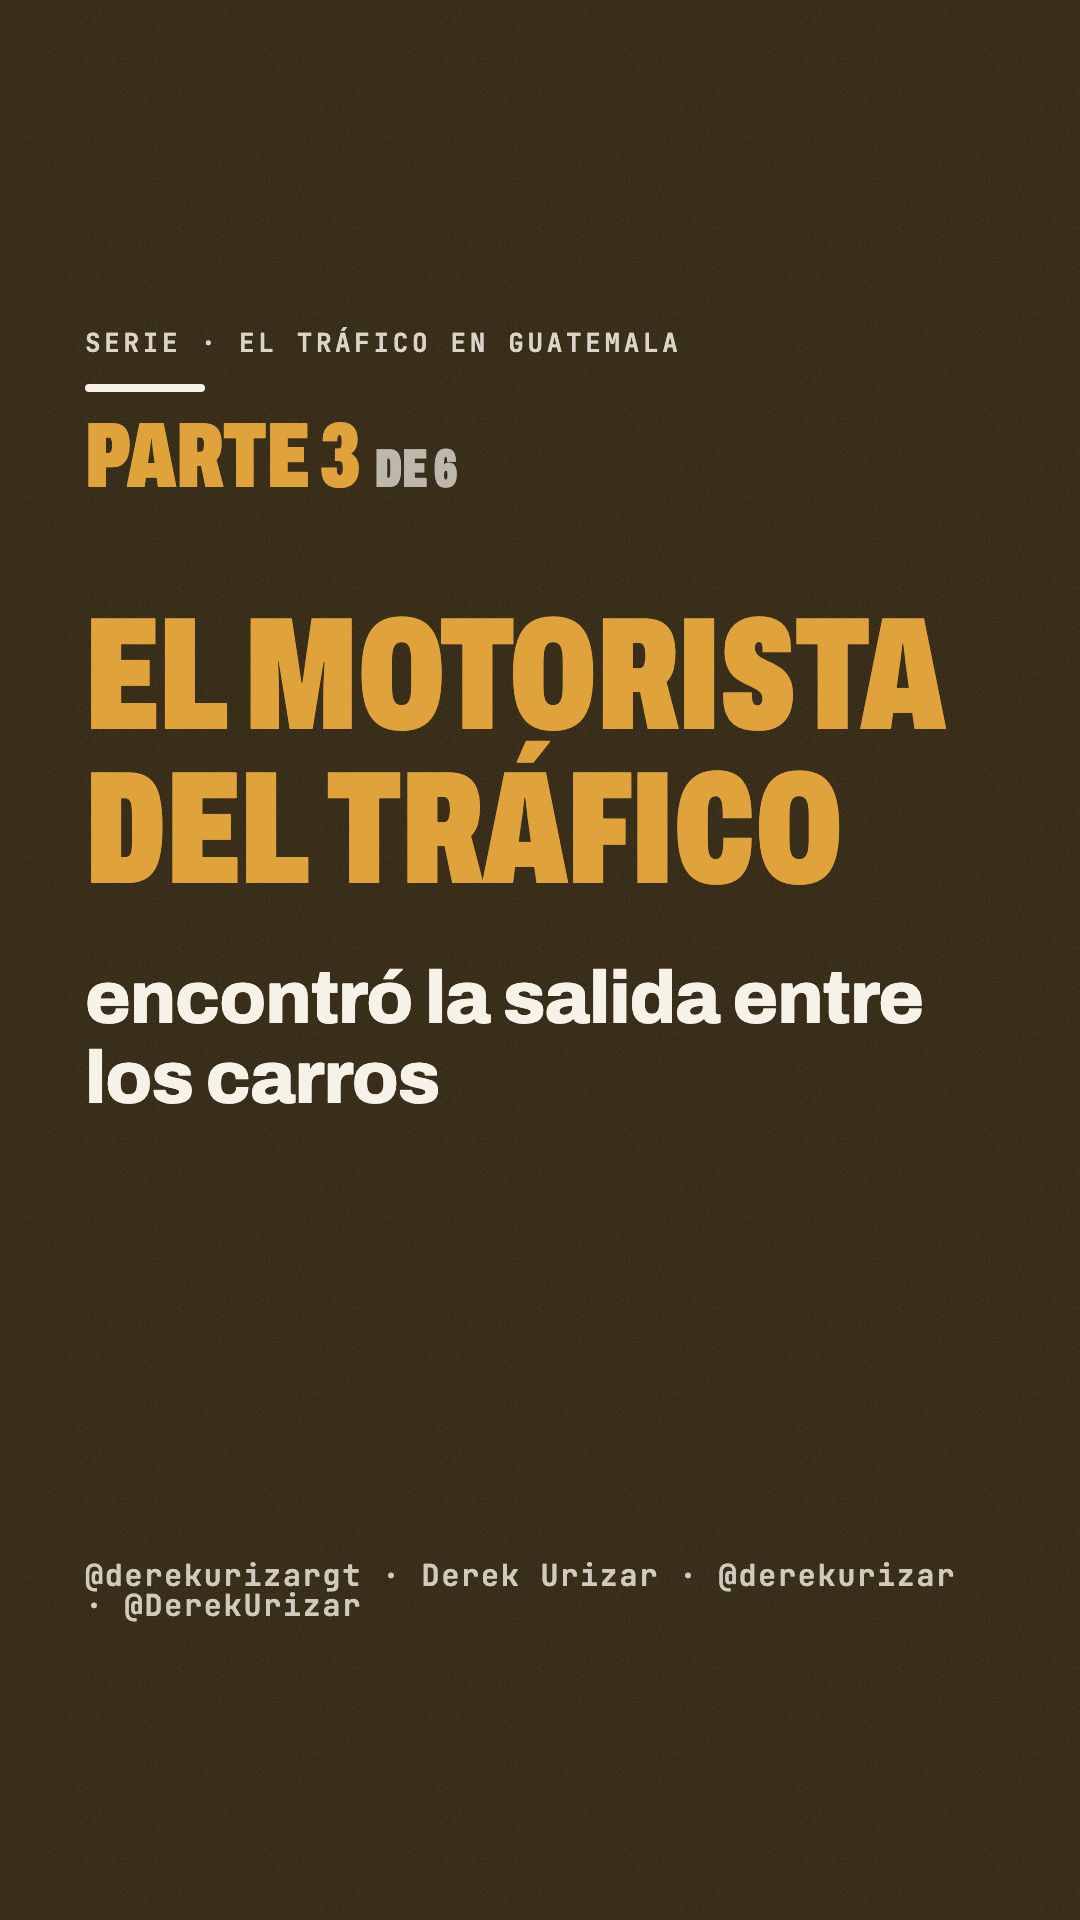 SERIE · EL TRÁFICO EN GUATEMALA
PARTE 3 DE 6
EL MOTORISTA
DEL TRÁFICO
encontró la salida entre
los carros
@derekurizargt · Derek Urizar · @derekurizar
· @DerekUrizar